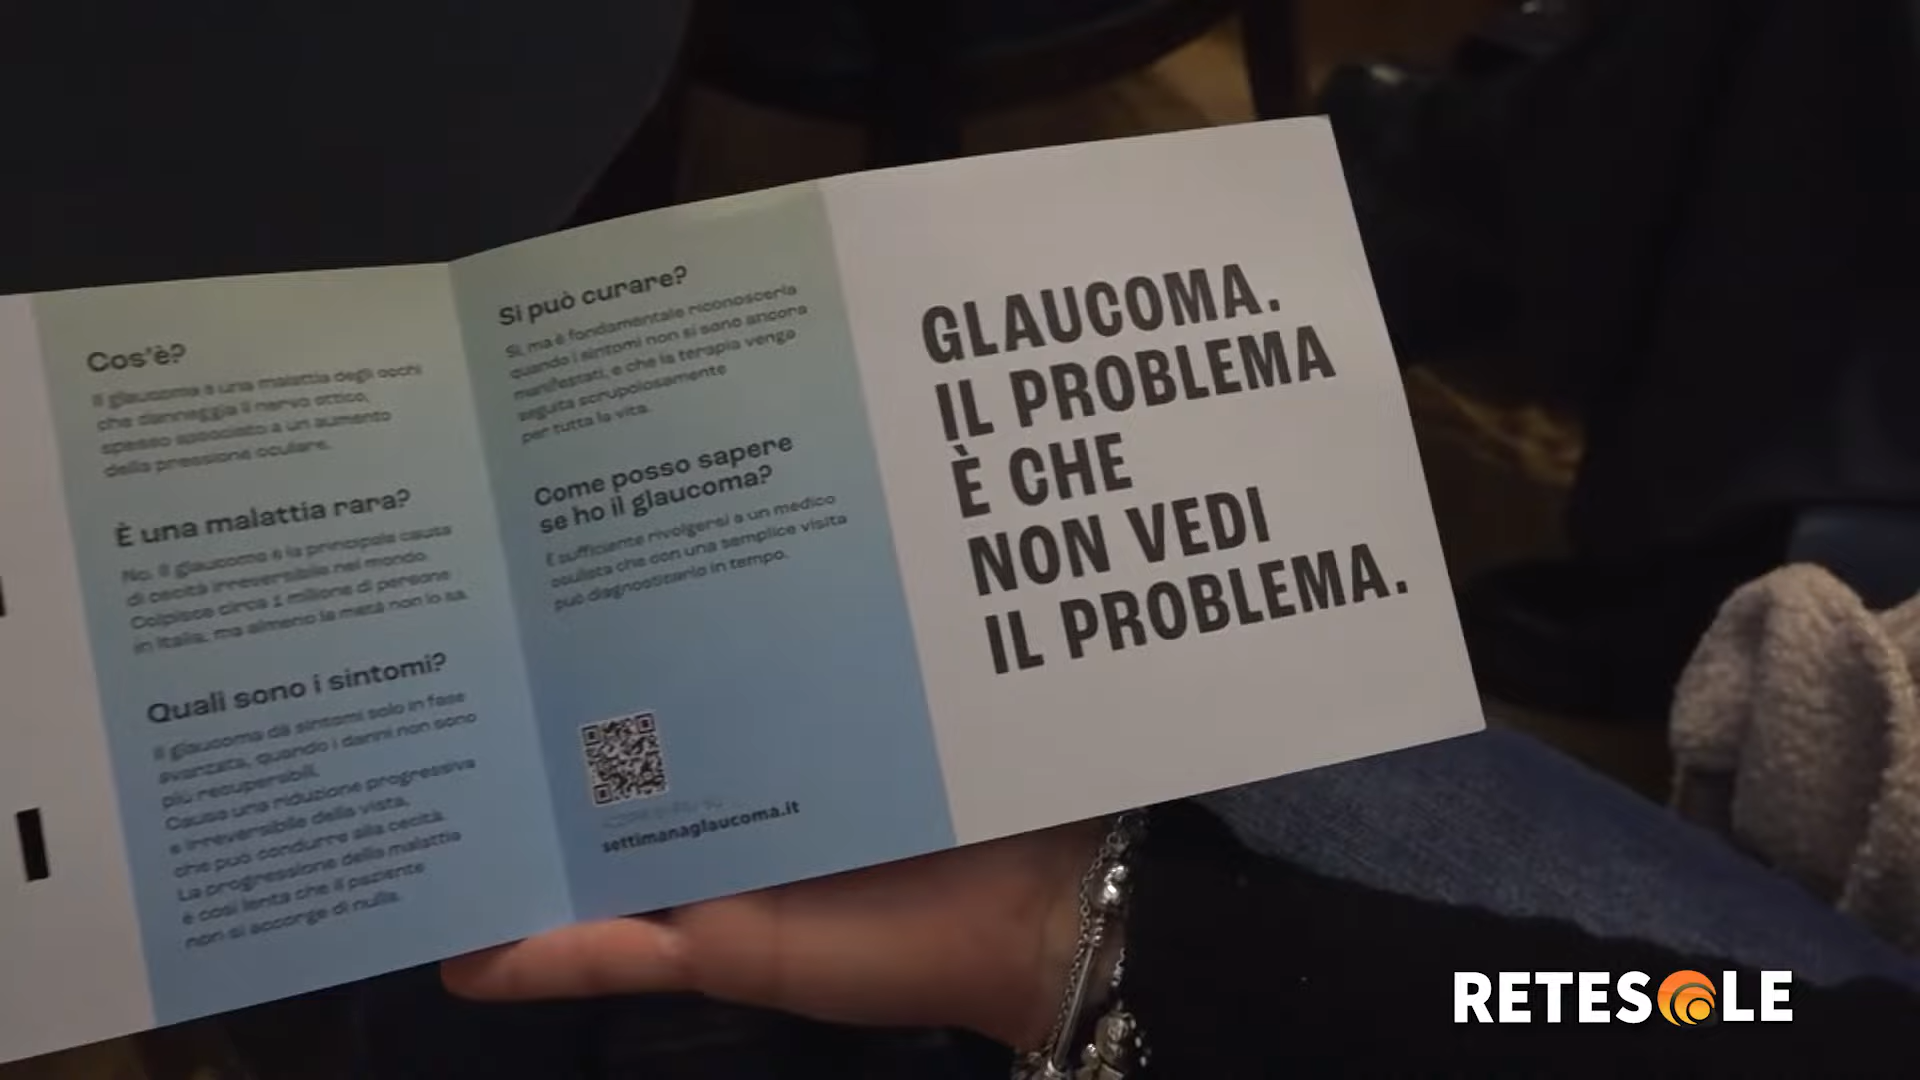 Cos'è?
Il glaucoma è una malattia degli occhi
che danneggia il nervo ottico,
spesso associato a un aumento
della pressione oculare.
È una malattia rara?
No. Il glaucoma è la principale causa
di cecità irreversibile nel mondo.
Colpisce circa 1 milione di persone
in Italia, ma almeno la metà non lo sa.
Quali sono i sintomi?
Il glaucoma dà sintomi solo in fase
avanzata, quando i danni non sono
più recuperabili.
Causa una riduzione progressiva
e irreversibile della vista,
che può condurre alla cecità.
La progressione della malattia
è così lenta che il paziente
non si accorge di nulla.
Si può curare?
Sì, ma è fondamentale riconoscerla
quando i sintomi non si sono ancora
manifestati, e che la terapia venga
seguita scrupolosamente
per tutta la vita.
Come posso sapere
se ho il glaucoma?
È sufficiente rivolgersi a un medico
oculista che con una semplice visita
può diagnosticarlo in tempo.
settimanaglaucoma.it
GLAUCOMA.
IL PROBLEMA
È CHE
NON VEDI
IL PROBLEMA.
RETESOLE